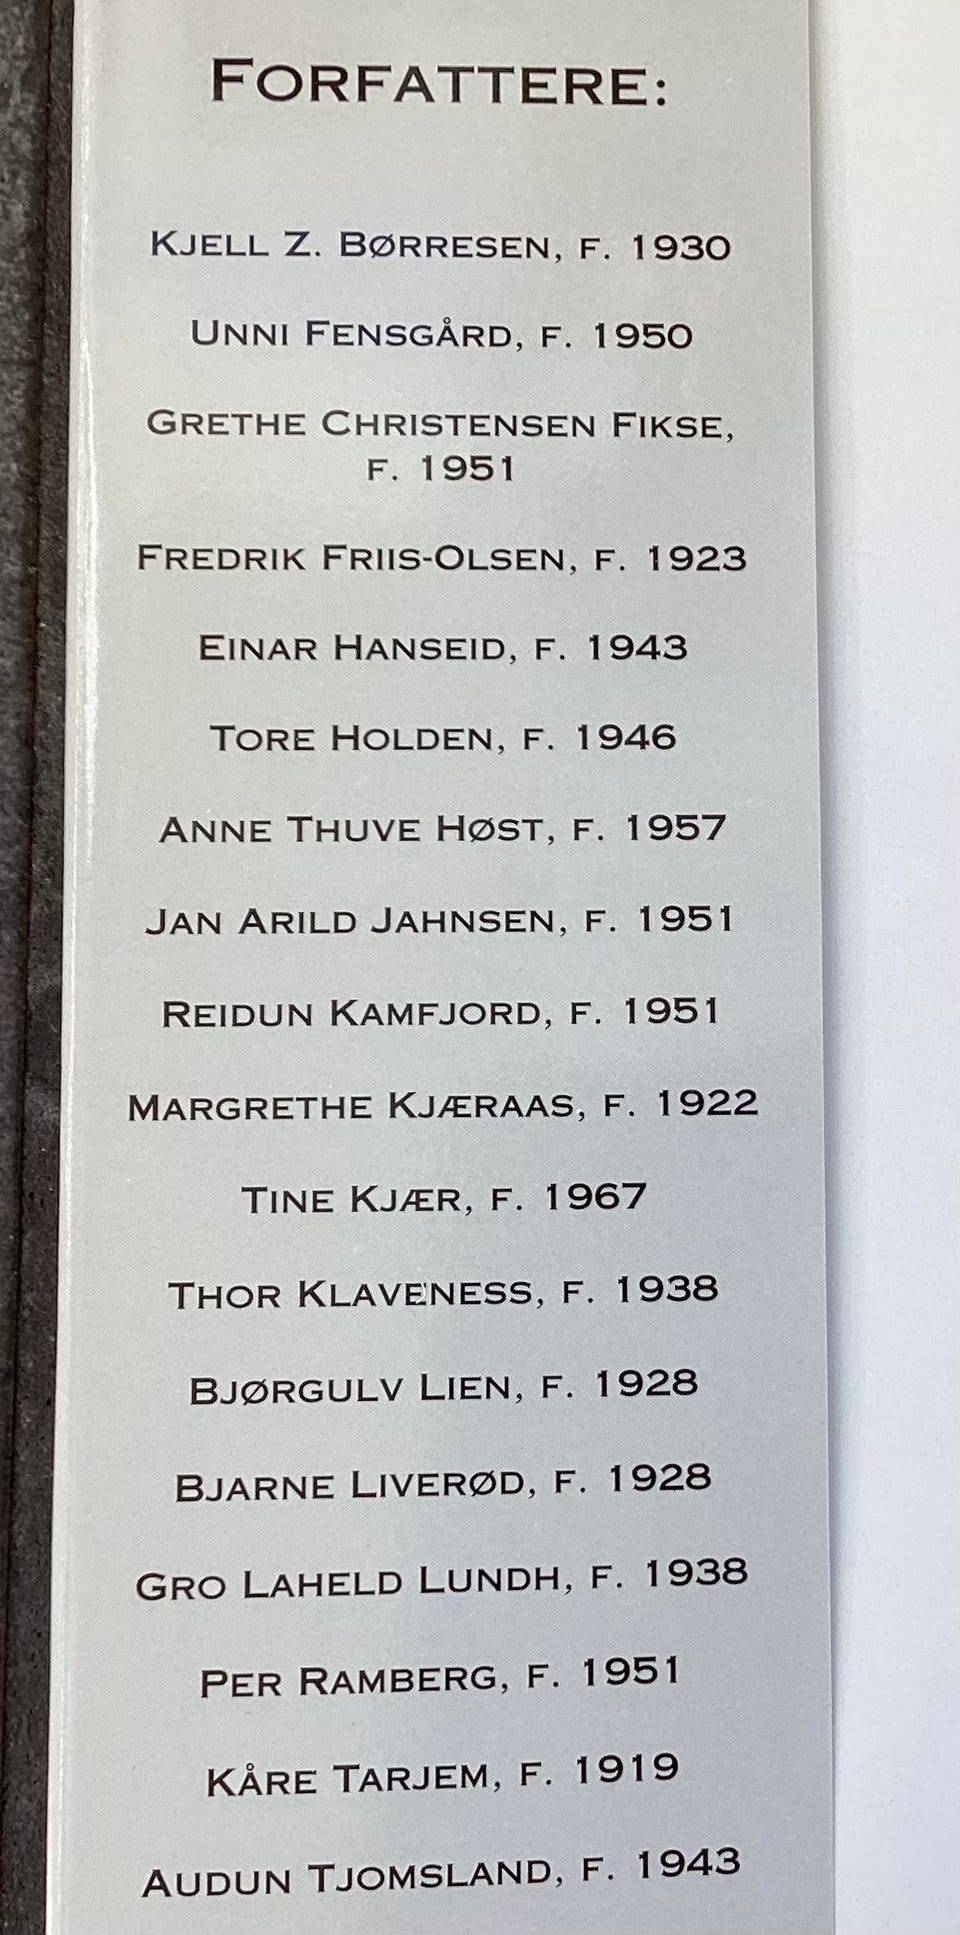 FORFATTERE:
KJELL Z. BØRRESEN, F. 1930
UNNI FENSGÅRD, F. 1950
GRETHE CHRISTENSEN FIKSE,
F. 1951
FREDRIK FRIIS-OLSEN, F. 1923
EINAR HANSEID, F. 1943
TORE HOLDEN, F. 1946
ANNE THUVE HØST, F. 1957
JAN ARILD JAHNSEN, F. 1951
REIDUN KAMFJORD, F. 1951
MARGRETHE KJÆRAAS, F. 1922
TINE KJÆR, F. 1967
THOR KLAVENESS, F. 1938
BJØRGULV LIEN, F. 1928
BJARNE LIVERØD, F. 1928
GRO LAHELD LUNDH, F. 1938
PER RAMBERG, F. 1951
KÅRE TARJEM, F. 1919
AUDUN TJOMSLAND, F. 1943